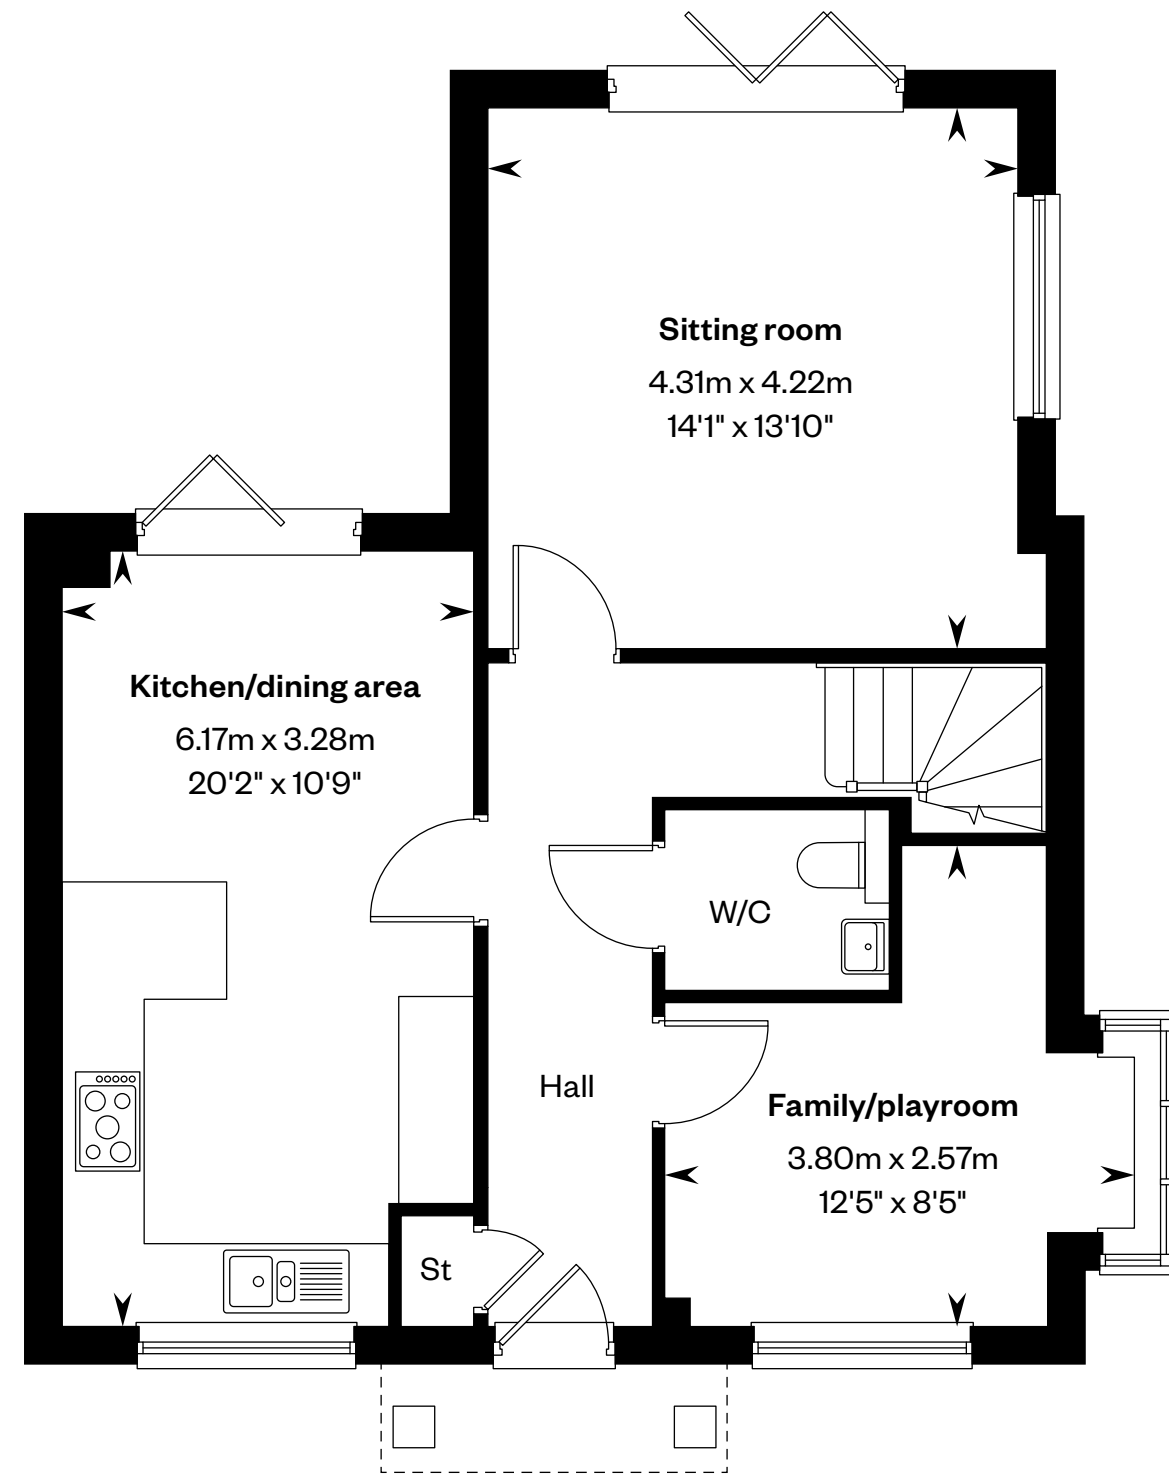 Sitting room
4.31m x 4.22m
14'1" x 13'10"
Kitchen/dining area
6.17m x 3.28m
20'2" x 10'9"
W/C
Hall
Family/playroom
3.80m x 2.57m
12'5" x 8'5"
St